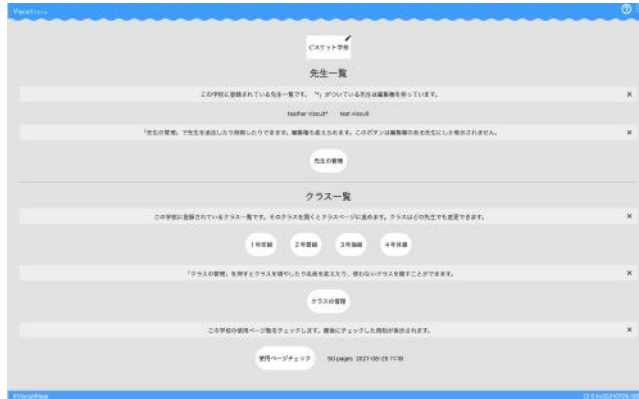 Viscuit
ビスケット学校
先生一覧
この学校に登録されている先生一覧です。「*」がついている先生は編集権を持っています。
teather viscuit* test viscuit
「先生の管理」で先生を追加したり削除したりできます。編集権も変えられます。このボタンは編集権のある先生にしか表示されません。
先生の管理
クラス一覧
この学校に登録されているクラス一覧です。そのクラスを開くとクラスページに進めます。クラスはどの先生でも変更できます。
1年 2年 3年 4年
「クラスの管理」を押すとクラスを増やしたり名前を変えたり、使わないクラスを隠すことができます。
クラスの管理
この学校の使用ページ数をチェックします。最後にチェックした時刻が表示されます。
使用ページチェック 50 pages 2021-08-25